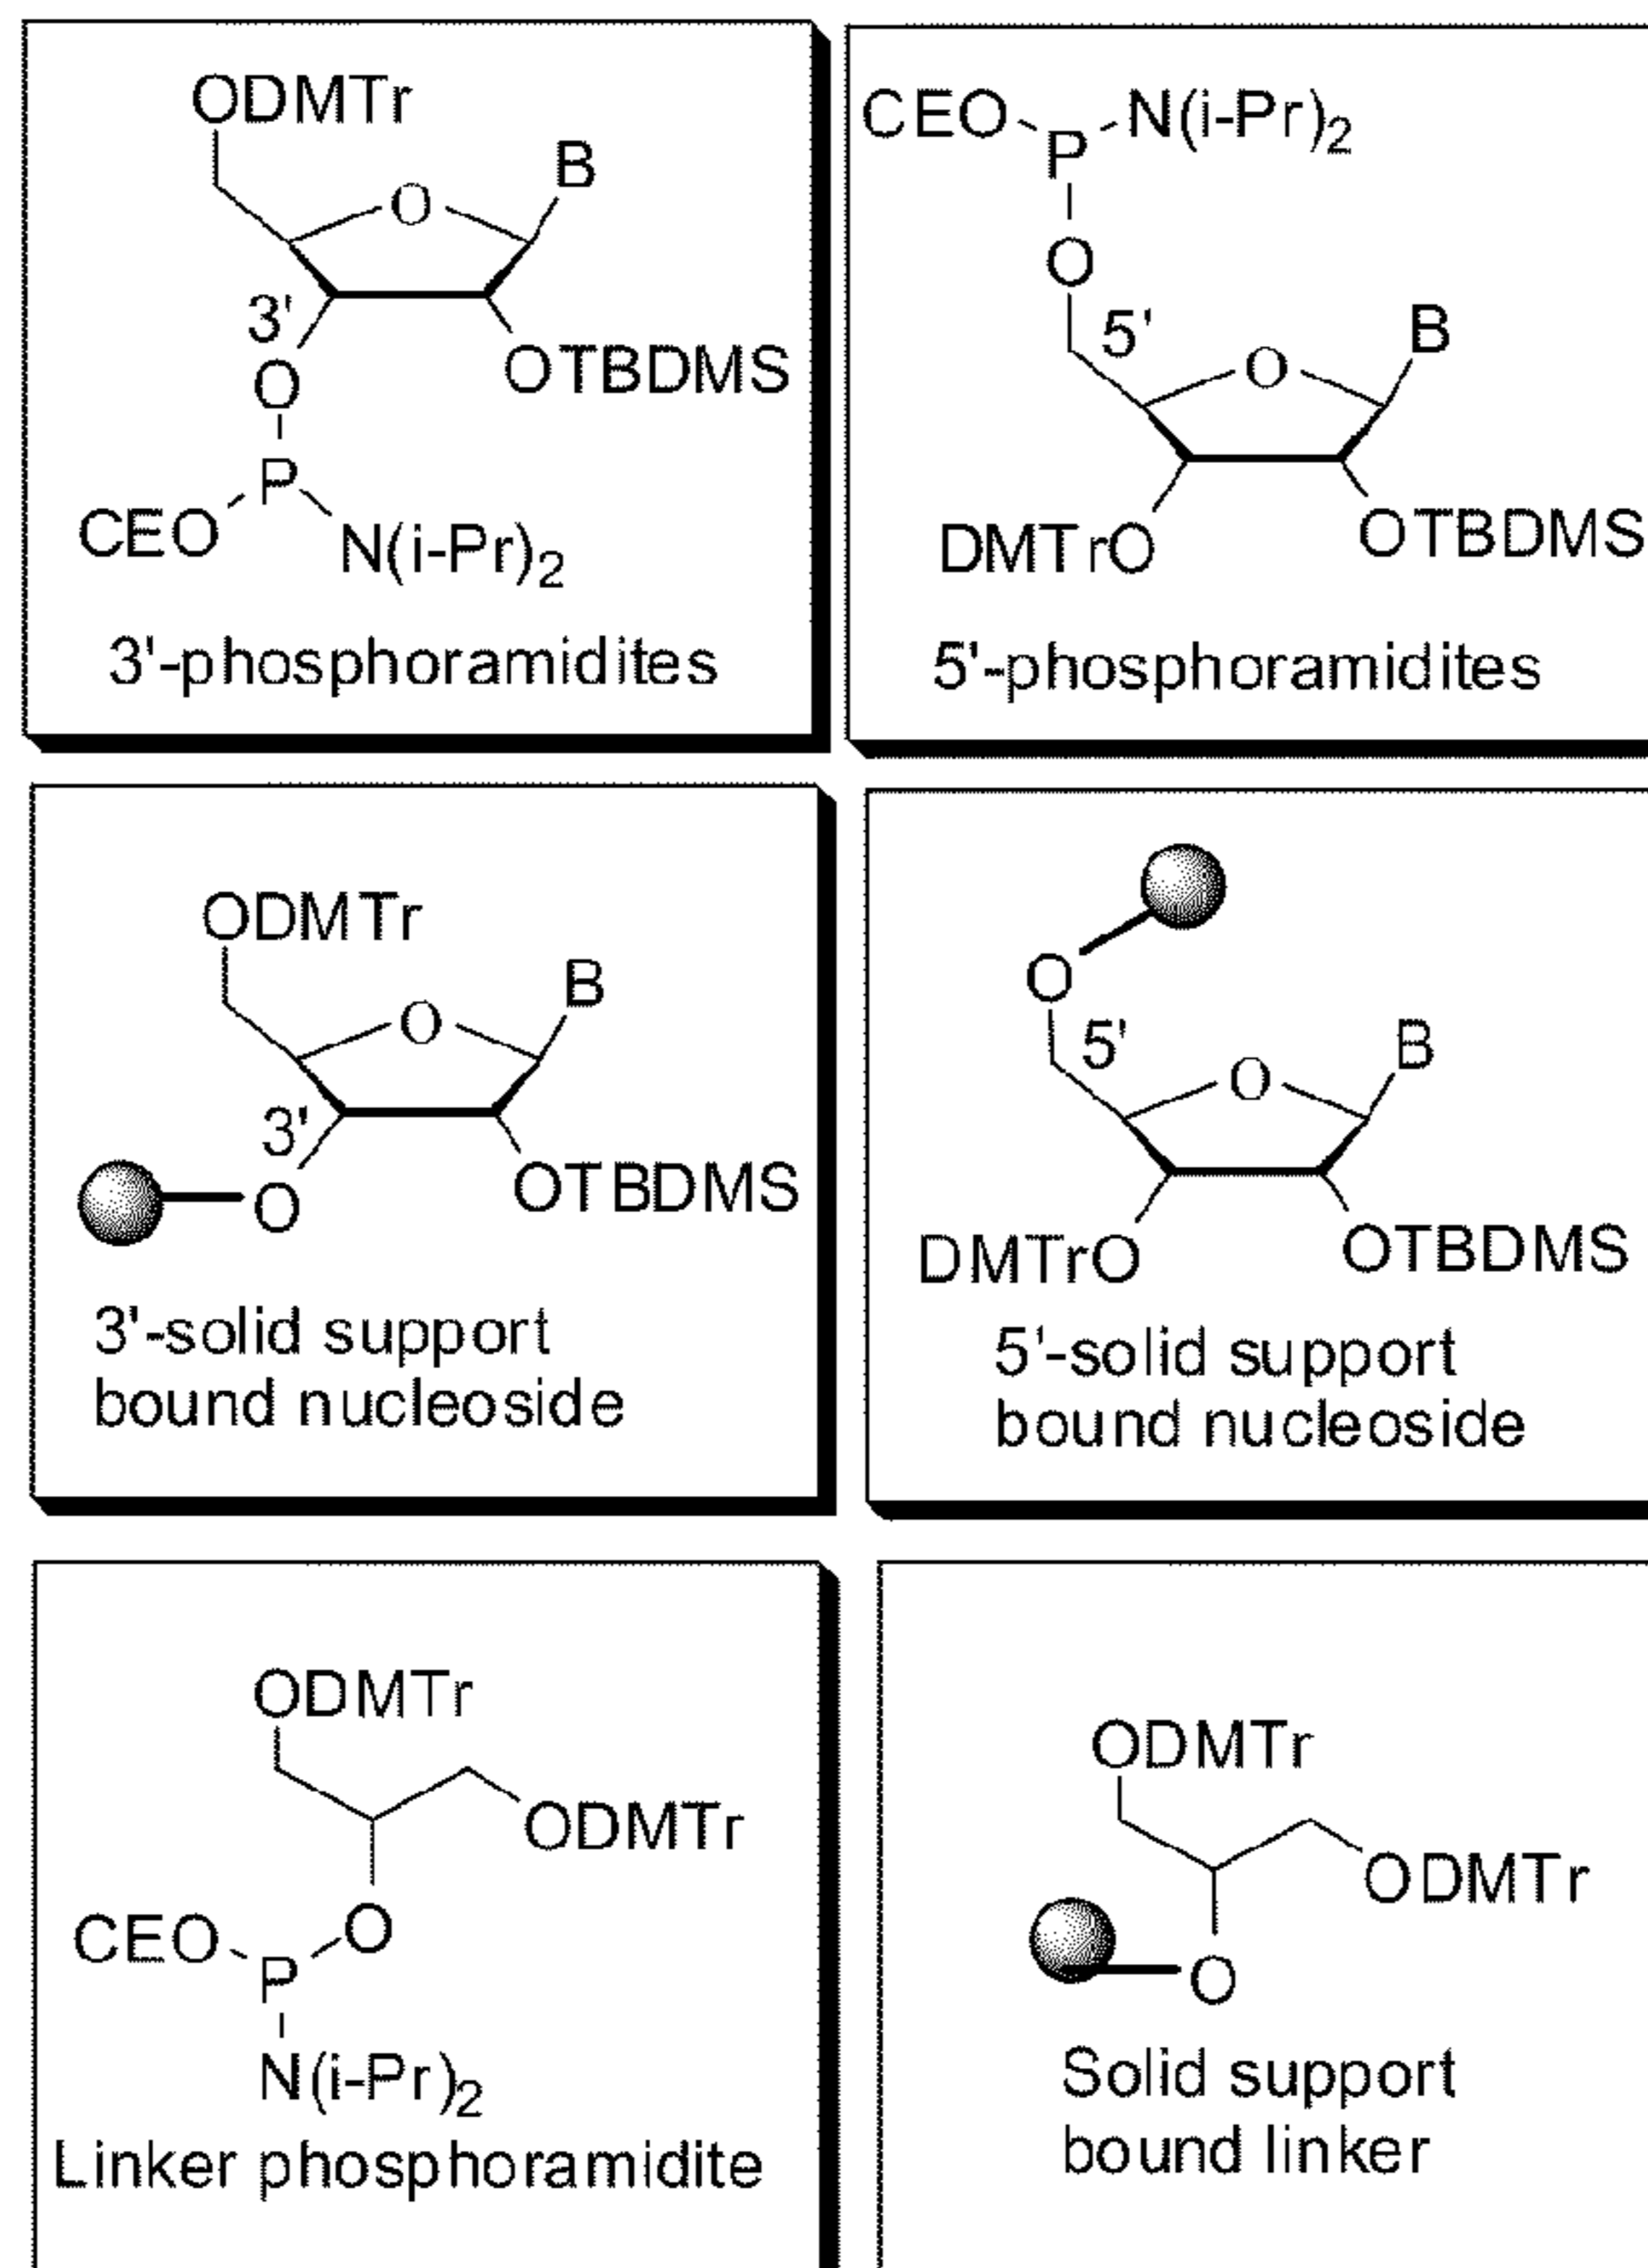 ODMTr
B
O
3'
O
OTBDMS
P
CEO
N(i-Pr)2
3'-phosphoramidites
CEO
P
N(i-Pr)2
O
5'
B
O
DMTrO
OTBDMS
5'-phosphoramidites
ODMTr
B
O
3'
O
OTBDMS
3'-solid support
bound nucleoside
O
5'
B
O
DMTrO
OTBDMS
5'-solid support
bound nucleoside
ODMTr
ODMTr
CEO
O
P
N(i-Pr)2
Linker phosphoramidite
ODMTr
ODMTr
O
Solid support
bound linker